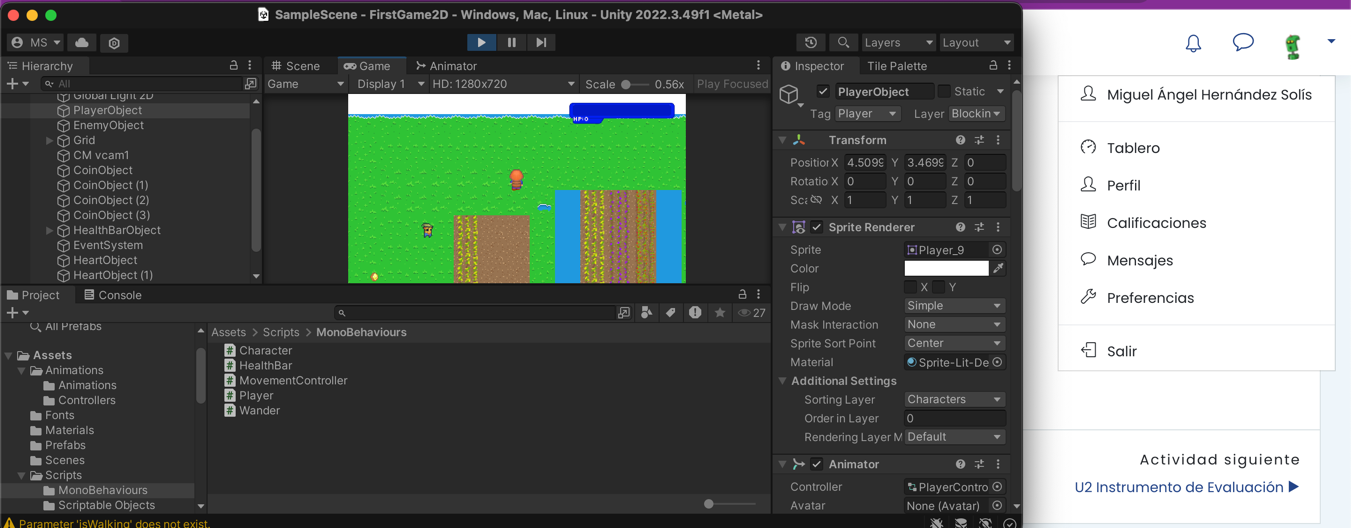 SampleScene - FirstGame2D - Windows, Mac, Linux - Unity 2022.3.49f1 <Metal>
MS
Layers
Layout
Hierarchy
All
Global Light 2D
PlayerObject
EnemyObject
Grid
CM vcam1
CoinObject
CoinObject (1)
CoinObject (2)
CoinObject (3)
HealthBarObject
EventSystem
HeartObject
HeartObject (1)
Scene
Game
Animator
Game
Display 1
HD: 1280x720
Scale
0.56x
Play Focused
HP:0
Inspector
Tile Palette
PlayerObject
Static
Tag
Player
Layer
Blockin
Transform
Position X 4.5099 Y 3.4699 Z 0
Rotatio X 0 Y 0 Z 0
Sca X 1 Y 1 Z 1
Sprite Renderer
Sprite
Player_9
Color
Flip
X
Y
Draw Mode
Simple
Mask Interaction
None
Sprite Sort Point
Center
Material
Sprite-Lit-De
Additional Settings
Sorting Layer
Characters
Order in Layer
0
Rendering Layer M
Default
Animator
Controller
PlayerContro
Avatar
None (Avatar)
Project
Console
27
All Prefabs
Assets
Animations
Animations
Controllers
Fonts
Materials
Prefabs
Scenes
Scripts
MonoBehaviours
Scriptable Objects
Assets > Scripts > MonoBehaviours
Character
HealthBar
MovementController
Player
Wander
Parameter 'isWalking' does not exist.
Miguel Ángel Hernández Solís
Tablero
Perfil
Calificaciones
Mensajes
Preferencias
Salir
Actividad siguiente
U2 Instrumento de Evaluación